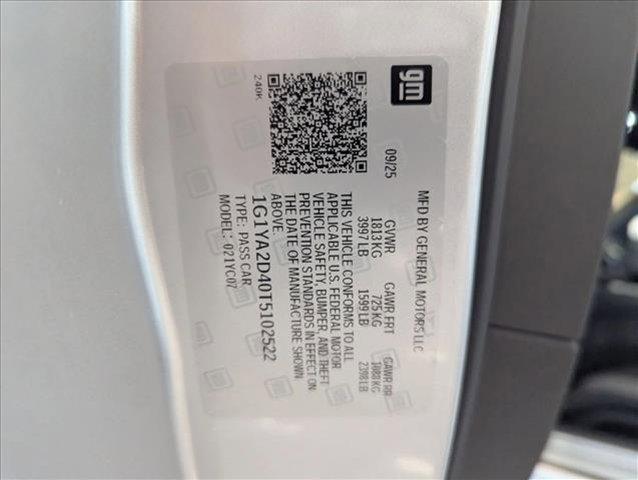 gm
09/25
MFD BY GENERAL MOTORS LLC
GVWR GAWR FRT GAWR RR
1813KG 725KG 1088KG
3997LB 1599LB 2398LB
THIS VEHICLE CONFORMS TO ALL
APPLICABLE U.S. FEDERAL MOTOR
VEHICLE SAFETY, BUMPER, AND THEFT
PREVENTION STANDARDS IN EFFECT ON
THE DATE OF MANUFACTURE SHOWN
ABOVE.
1G1YA2D40T5102522
TYPE: PASS CAR
MODEL: 021YC07
240K